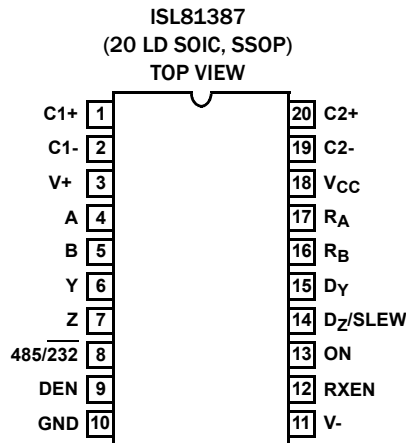 ISL81387
(20 LD SOIC, SSOP)
TOP VIEW
C1+ 1 20 C2+
C1- 2 19 C2-
V+ 3 18 VCC
A 4 17 RA
B 5 16 RB
Y 6 15 DY
Z 7 14 DZ/SLEW
485/232 8 13 ON
DEN 9 12 RXEN
GND 10 11 V-